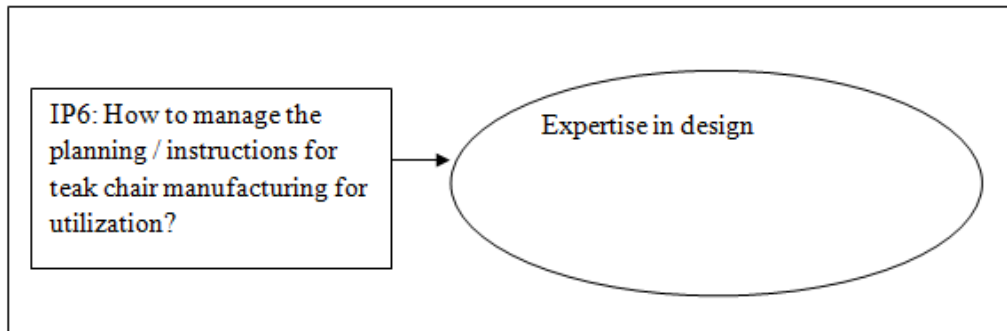 IP6: How to manage the
planning / instructions for
teak chair manufacturing for
utilization?
Expertise in design